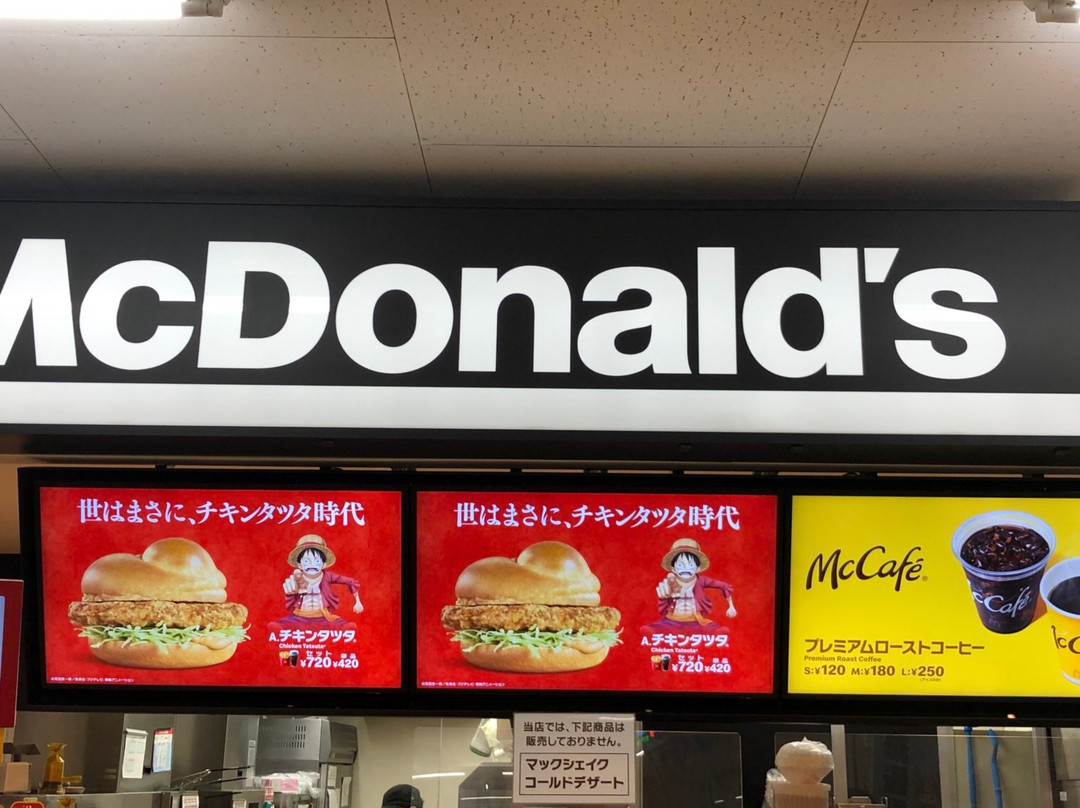 McDonald's
世はまさに、チキンタツタ時代
A.チキンタツタ®
Chicken Tatsuta®
セット 単品
¥720 ¥420
世はまさに、チキンタツタ時代
A.チキンタツタ®
Chicken Tatsuta®
セット 単品
¥720 ¥420
McCafé®
プレミアムローストコーヒー
Premium Roast Coffee
S:¥120 M:¥180 L:¥250
当店では、下記商品は
販売しておりません。
マックシェイク
コールドデザート